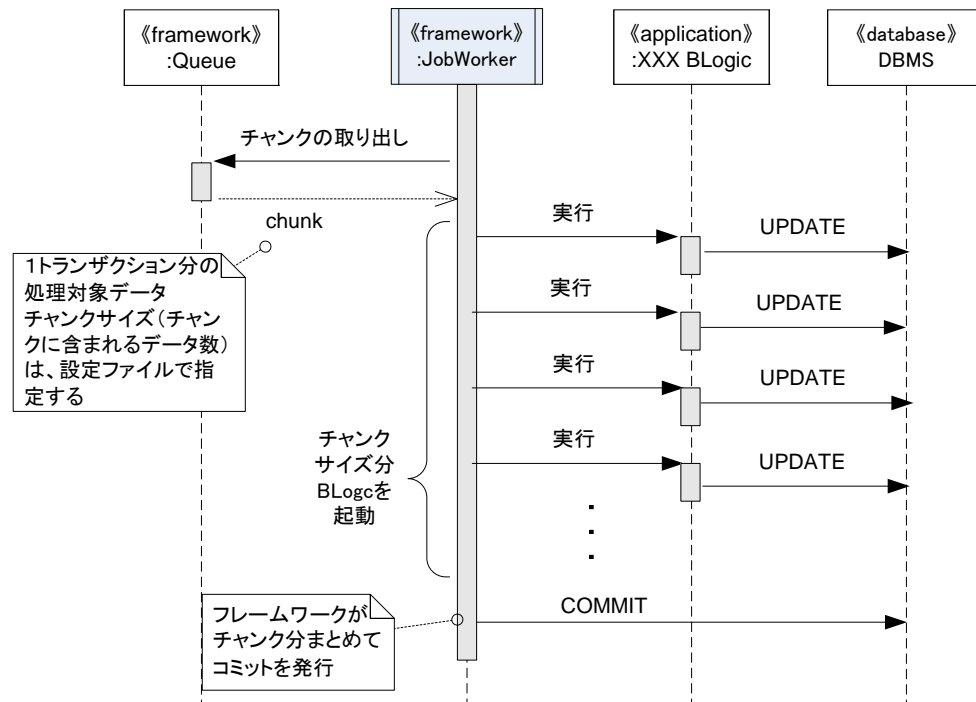 《framework》
:Queue
《framework》
:JobWorker
《application》
:XXX BLogic
《database》
DBMS
チャンクの取り出し
chunk
1トランザクション分の
処理対象データ
チャンクサイズ（チャン
クに含まれるデータ数）
は、設定ファイルで指
定する
実行
UPDATE
実行
UPDATE
実行
UPDATE
実行
UPDATE
チャンク
サイズ分
BLogcを
起動
・
・
・
フレームワークが
チャンク分まとめて
コミットを発行
COMMIT